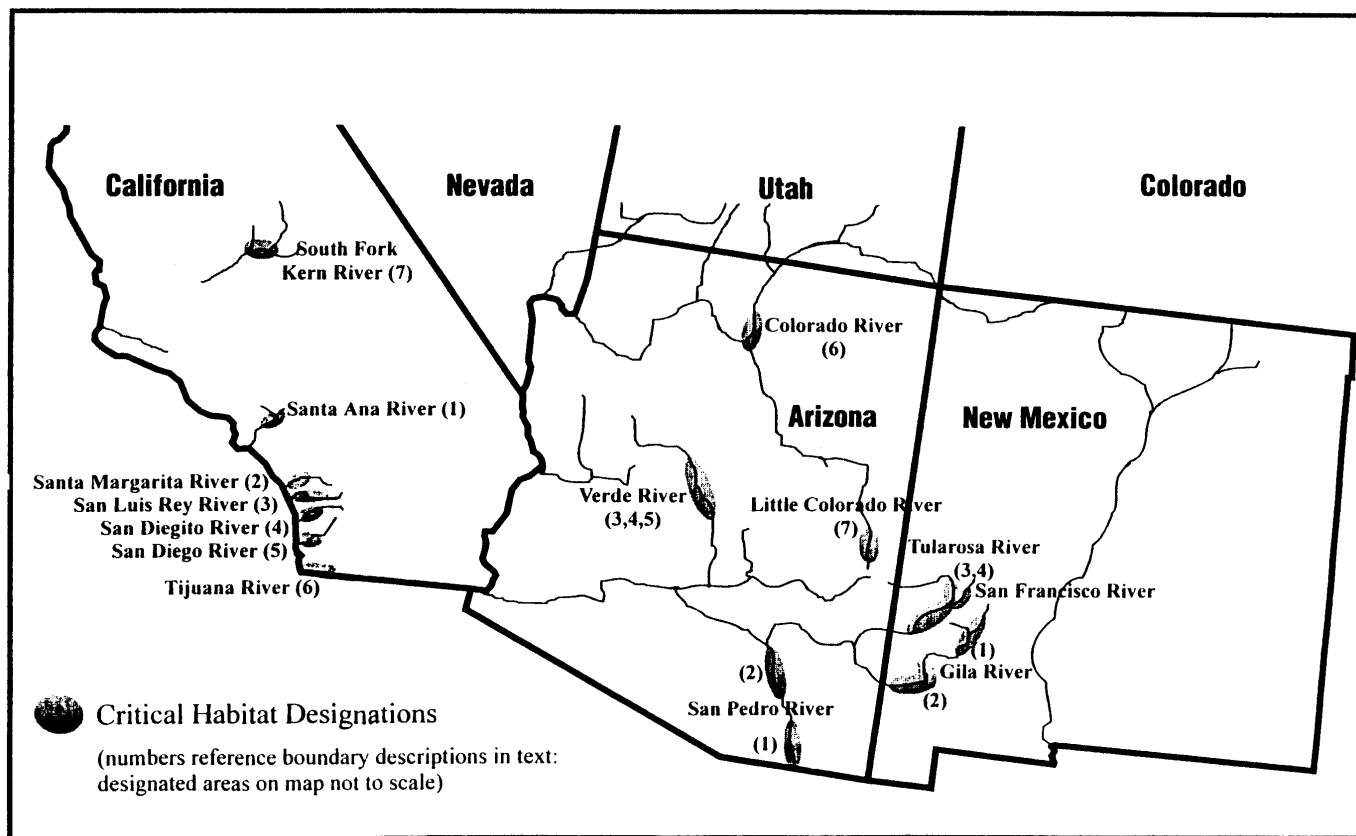 California
Nevada
Utah
Colorado
South Fork
Kern River (7)
Colorado River
(6)
Santa Ana River (1)
Arizona
New Mexico
Santa Margarita River (2)
San Luis Rey River (3)
San Diegito River (4)
San Diego River (5)
Tijuana River (6)
Verde River
(3,4,5)
Little Colorado River
(7)
Tularosa River
(3,4)
San Francisco River
(1)
Gila River
(2)
(2)
San Pedro River
(1)
Critical Habitat Designations
(numbers reference boundary descriptions in text:
designated areas on map not to scale)